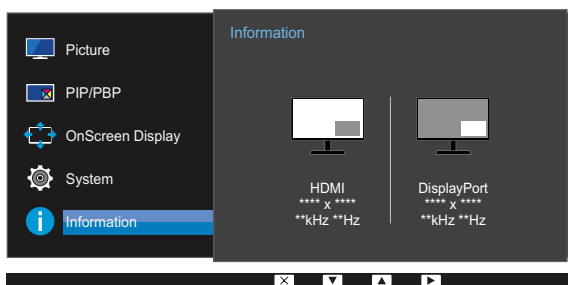 Picture
PIP/PBP
OnScreen Display
System
Information
Information
HDMI
**** x ****
**kHz **Hz
DisplayPort
**** x ****
**kHz **Hz